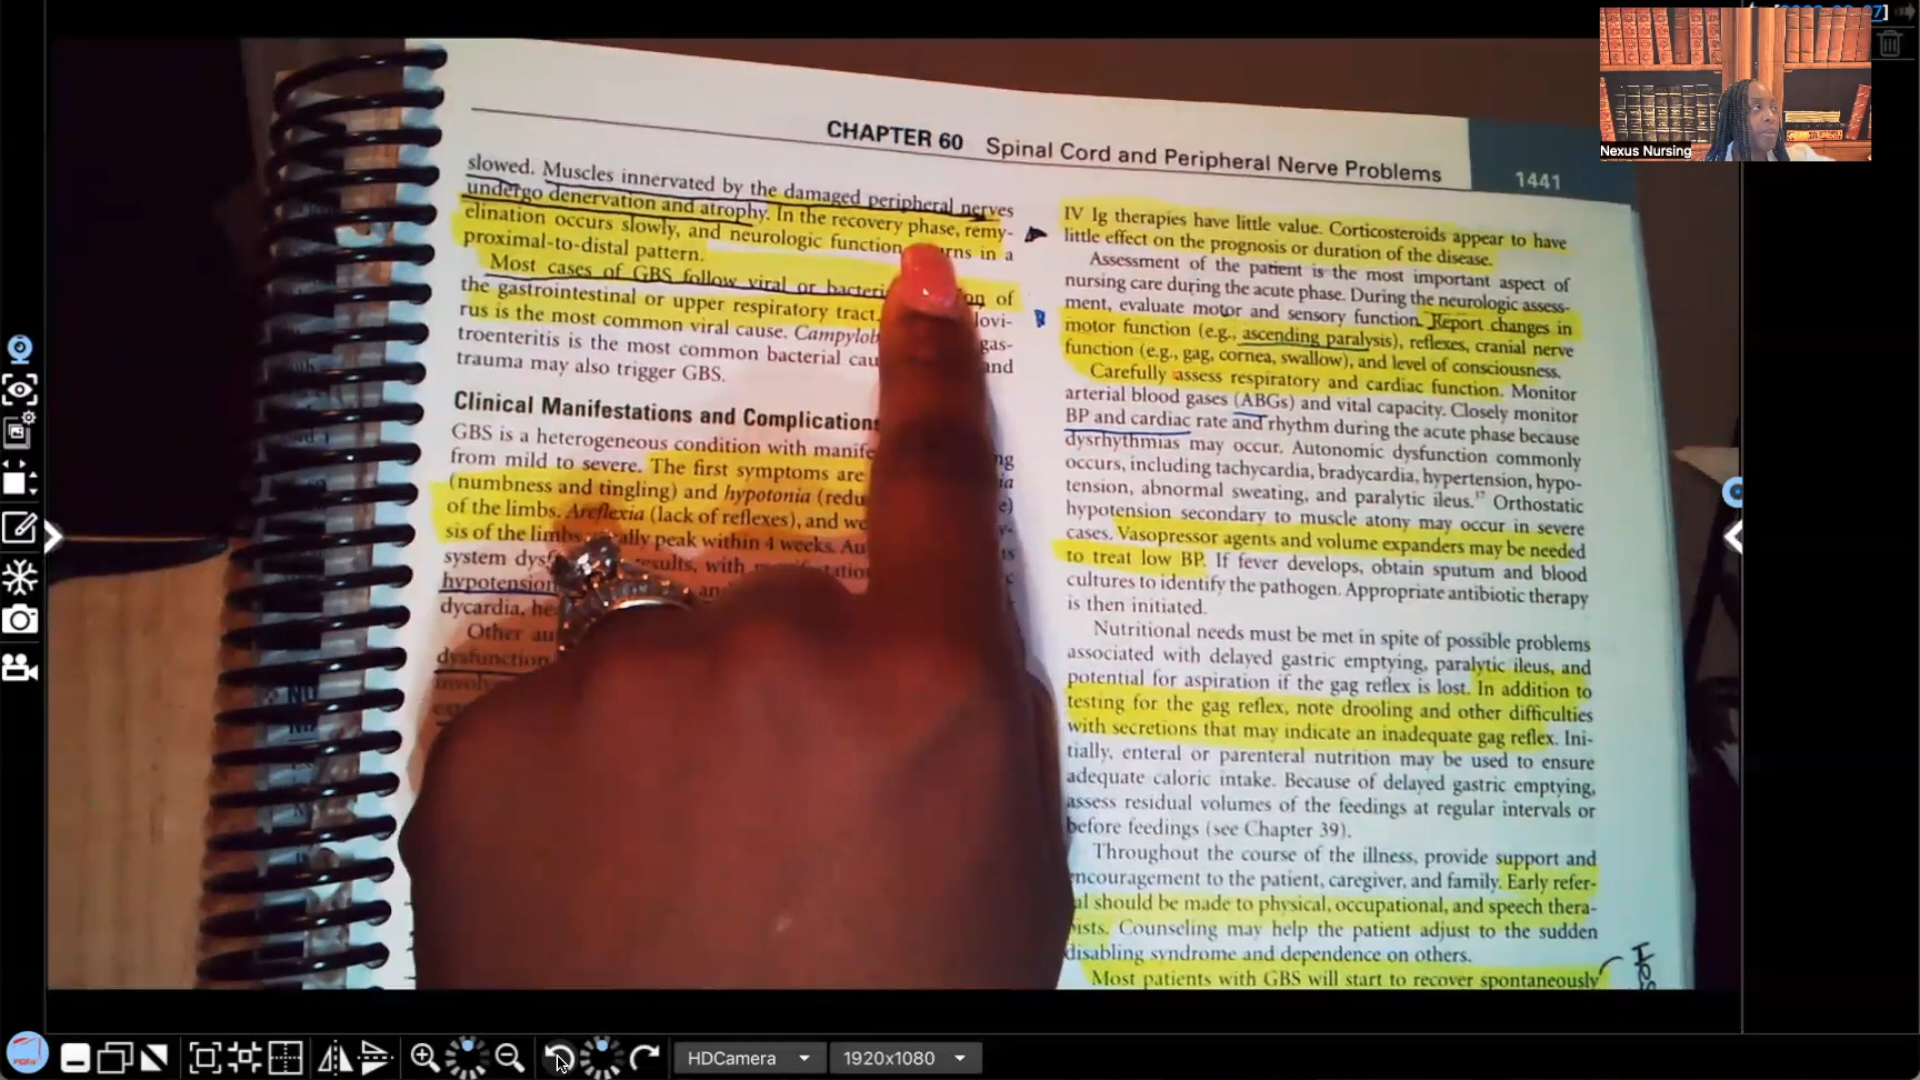 Nexus Nursing
CHAPTER 60 Spinal Cord and Peripheral Nerve Problems 1441
slowed. Muscles innervated by the damaged peripheral nerves
undergo denervation and atrophy. In the recovery phase, remy-
elination occurs slowly, and neurologic function in a
proximal-to-distal pattern.
Most cases of GBS follow viral or of
the gastrointestinal or upper respiratory tract.
rus is the most common viral cause. gas-
troenteritis is the most common bacterial and
trauma may also trigger GBS.
Clinical Manifestations and Complications
GBS is a heterogeneous condition with
from mild to severe. The first symptoms are
(numbness and tingling) and hypotonia
of the limbs. Areflexia (lack of reflexes), and
sis of the limbs peak within 4 weeks.
system with
hypotension
dycardia,
Other
dysfunction
IV Ig therapies have little value. Corticosteroids appear to have
little effect on the prognosis or duration of the disease.
Assessment of the patient is the most important aspect of
nursing care during the acute phase. During the neurologic assess-
ment, evaluate motor and sensory function. Report changes in
motor function (e.g., ascending paralysis), reflexes, cranial nerve
function (e.g., gag, cornea, swallow), and level of consciousness.
Carefully assess respiratory and cardiac function. Monitor
arterial blood gases (ABGs) and vital capacity. Closely monitor
BP and cardiac rate and rhythm during the acute phase because
dysrhythmias may occur. Autonomic dysfunction commonly
occurs, including tachycardia, bradycardia, hypertension, hypo-
tension, abnormal sweating, and paralytic ileus.37 Orthostatic
hypotension secondary to muscle atony may occur in severe
cases. Vasopressor agents and volume expanders may be needed
to treat low BP. If fever develops, obtain sputum and blood
cultures to identify the pathogen. Appropriate antibiotic therapy
is then initiated.
Nutritional needs must be met in spite of possible problems
associated with delayed gastric emptying, paralytic ileus, and
potential for aspiration if the gag reflex is lost. In addition to
testing for the gag reflex, note drooling and other difficulties
with secretions that may indicate an inadequate gag reflex. Ini-
tially, enteral or parenteral nutrition may be used to ensure
adequate caloric intake. Because of delayed gastric emptying,
assess residual volumes of the feedings at regular intervals or
before feedings (see Chapter 39).
Throughout the course of the illness, provide support and
encouragement to the patient, caregiver, and family. Early refer-
al should be made to physical, occupational, and speech thera-
pists. Counseling may help the patient adjust to the sudden
disabling syndrome and dependence on others.
Most patients with GBS will start to recover spontaneously
HDCamera
1920x1080